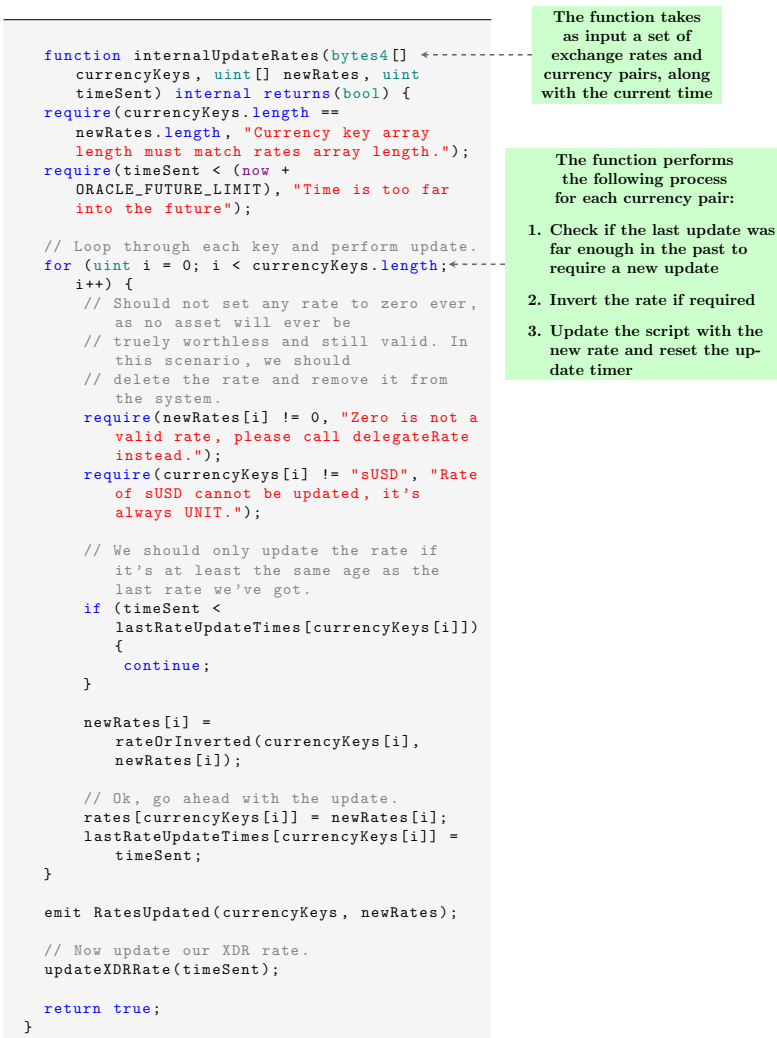 function internalUpdateRates(bytes4[]
currencyKeys, uint[] newRates, uint
timeSent) internal returns(bool) {
require(currencyKeys.length ==
newRates.length, "Currency key array
length must match rates array length.");
require(timeSent < (now +
ORACLE_FUTURE_LIMIT), "Time is too far
into the future");
// Loop through each key and perform update.
for (uint i = 0; i < currencyKeys.length;
i++) {
// Should not set any rate to zero ever,
as no asset will ever be
// truely worthless and still valid. In
this scenario, we should
// delete the rate and remove it from
the system.
require(newRates[i] != 0, "Zero is not a
valid rate, please call delegateRate
instead.");
require(currencyKeys[i] != "sUSD", "Rate
of sUSD cannot be updated, it's
always UNIT.");
// We should only update the rate if
it's at least the same age as the
last rate we've got.
if (timeSent <
lastRateUpdateTimes[currencyKeys[i]])
{
continue;
}
newRates[i] =
rateOrInverted(currencyKeys[i],
newRates[i]);
// Ok, go ahead with the update.
rates[currencyKeys[i]] = newRates[i];
lastRateUpdateTimes[currencyKeys[i]] =
timeSent;
}
emit RatesUpdated(currencyKeys, newRates);
// Now update our XDR rate.
updateXDRRate(timeSent);
return true;
}
The function takes
as input a set of
exchange rates and
currency pairs, along
with the current time
The function performs
the following process
for each currency pair:
1. Check if the last update was
far enough in the past to
require a new update
2. Invert the rate if required
3. Update the script with the
new rate and reset the up-
date timer